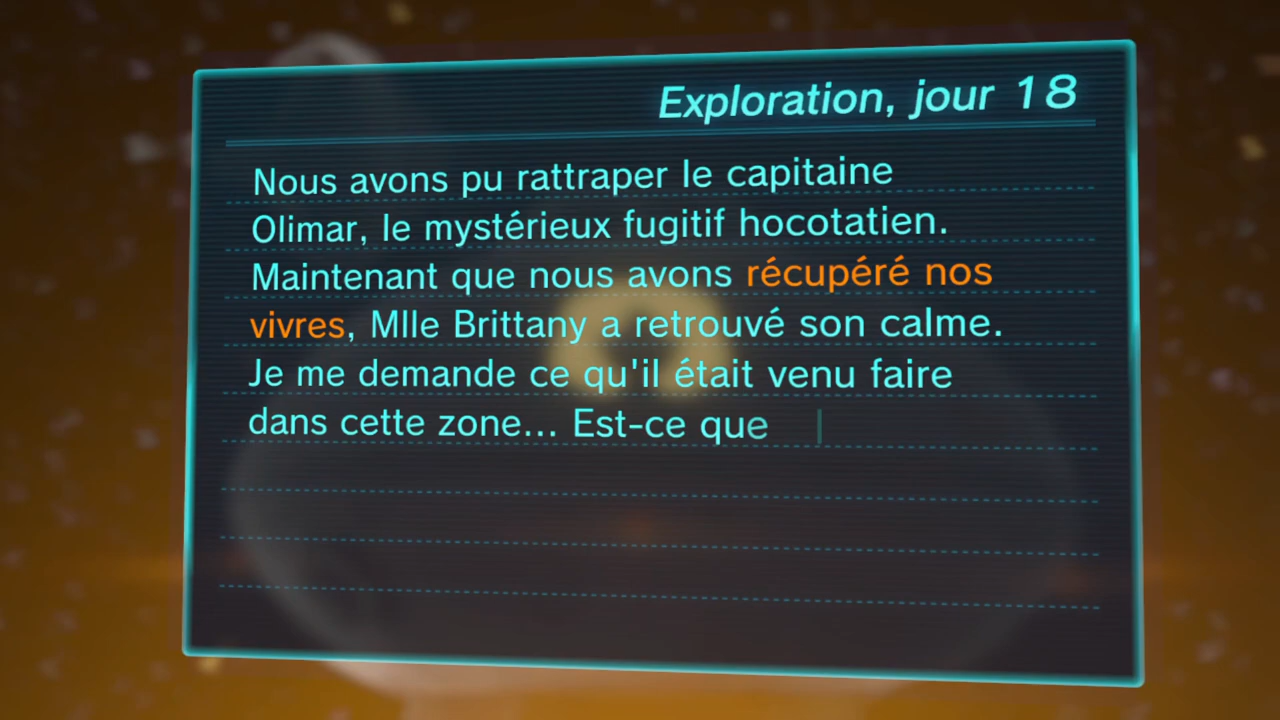 Exploration, jour 18
Nous avons pu rattraper le capitaine
Olimar, le mystérieux fugitif hocotatien.
Maintenant que nous avons récupéré nos
vivres, Mlle Brittany a retrouvé son calme.
Je me demande ce qu'il était venu faire
dans cette zone... Est-ce que